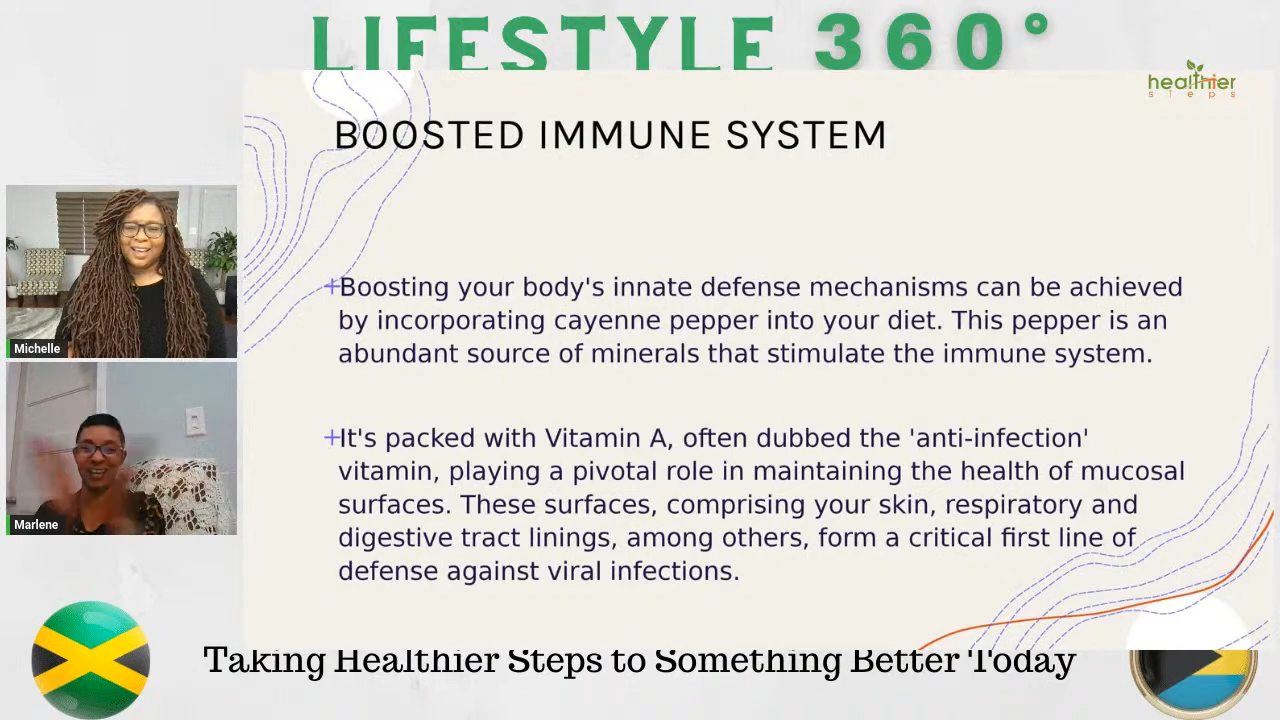 LIFESTYLE 360°
healthier
steps
BOOSTED IMMUNE SYSTEM
+Boosting your body's innate defense mechanisms can be achieved
by incorporating cayenne pepper into your diet. This pepper is an
abundant source of minerals that stimulate the immune system.
+It's packed with Vitamin A, often dubbed the 'anti-infection'
vitamin, playing a pivotal role in maintaining the health of mucosal
surfaces. These surfaces, comprising your skin, respiratory and
digestive tract linings, among others, form a critical first line of
defense against viral infections.
Michelle
Marlene
Taking Healthier Steps to Something Better Today